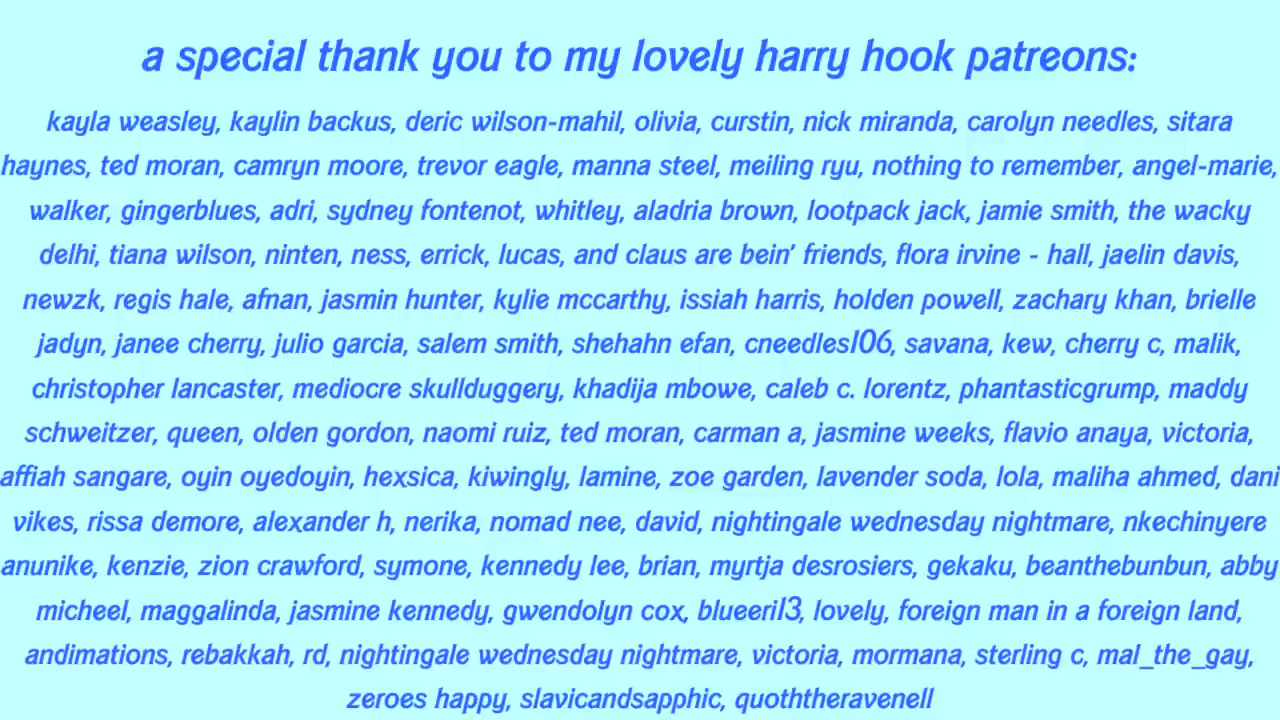 a special thank you to my lovely harry hook patreons:
kayla weasley, kaylin backus, deric wilson-mahil, olivia, curstin, nick miranda, carolyn needles, sitara
haynes, ted moran, camryn moore, trevor eagle, manna steel, meiling ryu, nothing to remember, angel-marie,
walker, gingerblues, adri, sydney fontenot, whitley, aladria brown, lootpack jack, jamie smith, the wacky
delhi, tiana wilson, ninten, ness, errick, lucas, and claus are bein' friends, flora irvine - hall, jaelin davis,
newzk, regis hale, afnan, jasmin hunter, kylie mccarthy, issiah harris, holden powell, zachary khan, brielle
jadyn, janee cherry, julio garcia, salem smith, shehahn efan, cneedles106, savana, kew, cherry c, malik,
christopher lancaster, mediocre skullduggery, khadija mbowe, caleb c. lorentz, phantasticgrump, maddy
schweitzer, queen, olden gordon, naomi ruiz, ted moran, carman a, jasmine weeks, flavio anaya, victoria,
affiah sangare, oyin oyedoyin, hexsica, kiwingly, lamine, zoe garden, lavender soda, lola, maliha ahmed, dani
vikes, rissa demore, alexander h, nerika, nomad nee, david, nightingale wednesday nightmare, nkechinyere
anunike, kenzie, zion crawford, symone, kennedy lee, brian, myrtja desrosiers, gekaku, beanthebunbun, abby
micheel, maggalinda, jasmine kennedy, gwendolyn cox, blueeri13, lovely, foreign man in a foreign land,
andimations, rebakkah, rd, nightingale wednesday nightmare, victoria, mormana, sterling c, mal_the_gay,
zeroes happy, slavicandsapphic, quoththeravenell